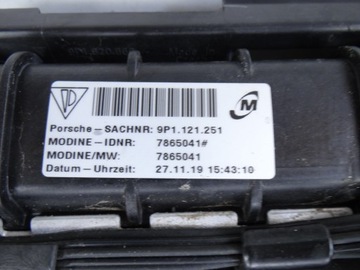 Porsche-SACHNR: 9P1.121.251
MODINE-IDNR: 7865041#
MODINE/MW: 7865041
Datum-Uhrzeit: 27.11.19 15:43:10